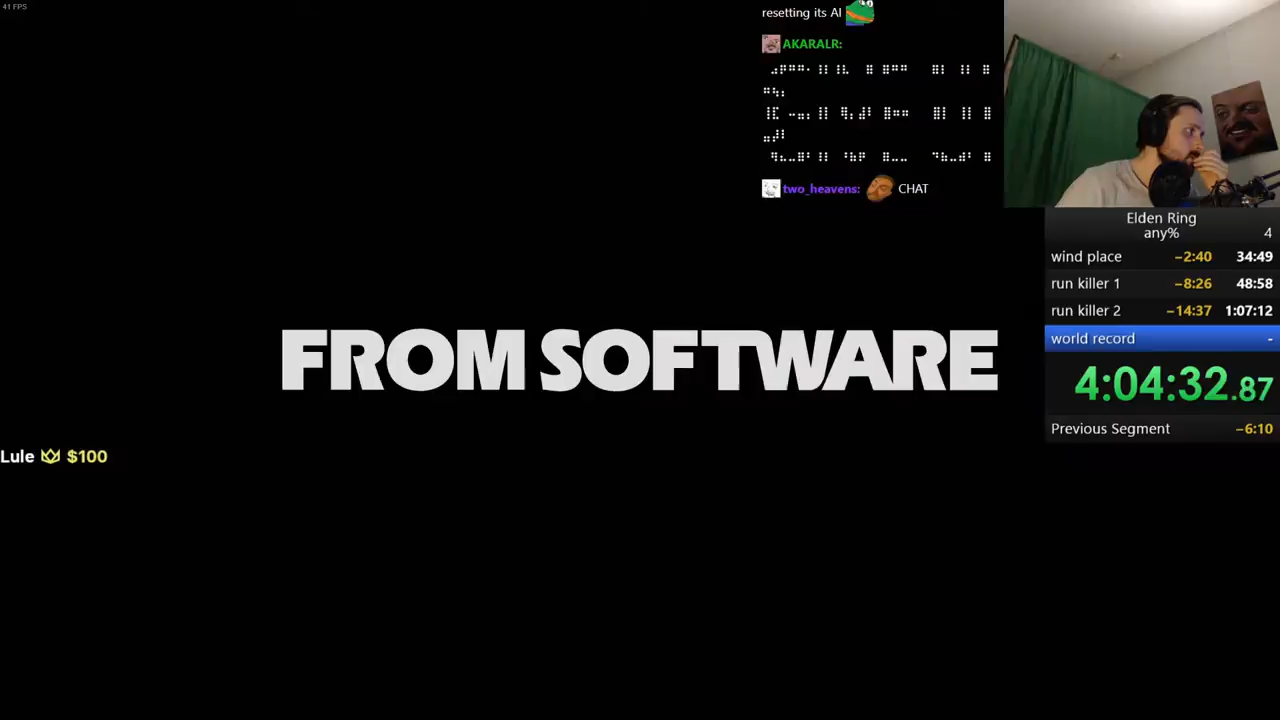 41 FPS
resetting its AI
AKARALR:
two_heavens: CHAT
Elden Ring
any% 4
wind place −2:40 34:49
run killer 1 −8:26 48:58
run killer 2 −14:37 1:07:12
world record -
4:04:32.87
Previous Segment −6:10
FROM SOFTWARE
Lule $100